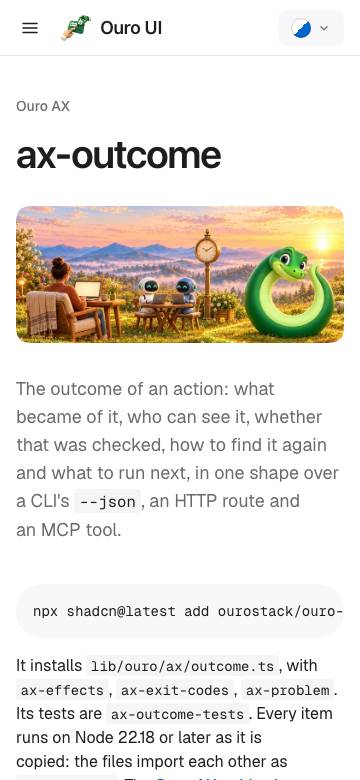 Ouro UI
Ouro AX
ax-outcome
The outcome of an action: what
became of it, who can see it, whether
that was checked, how to find it again
and what to run next, in one shape over
a CLI's --json, an HTTP route and
an MCP tool.
npx shadcn@latest add ourostack/ouro-
It installs lib/ouro/ax/outcome.ts, with
ax-effects, ax-exit-codes, ax-problem.
Its tests are ax-outcome-tests. Every item
runs on Node 22.18 or later as it is
copied: the files import each other as